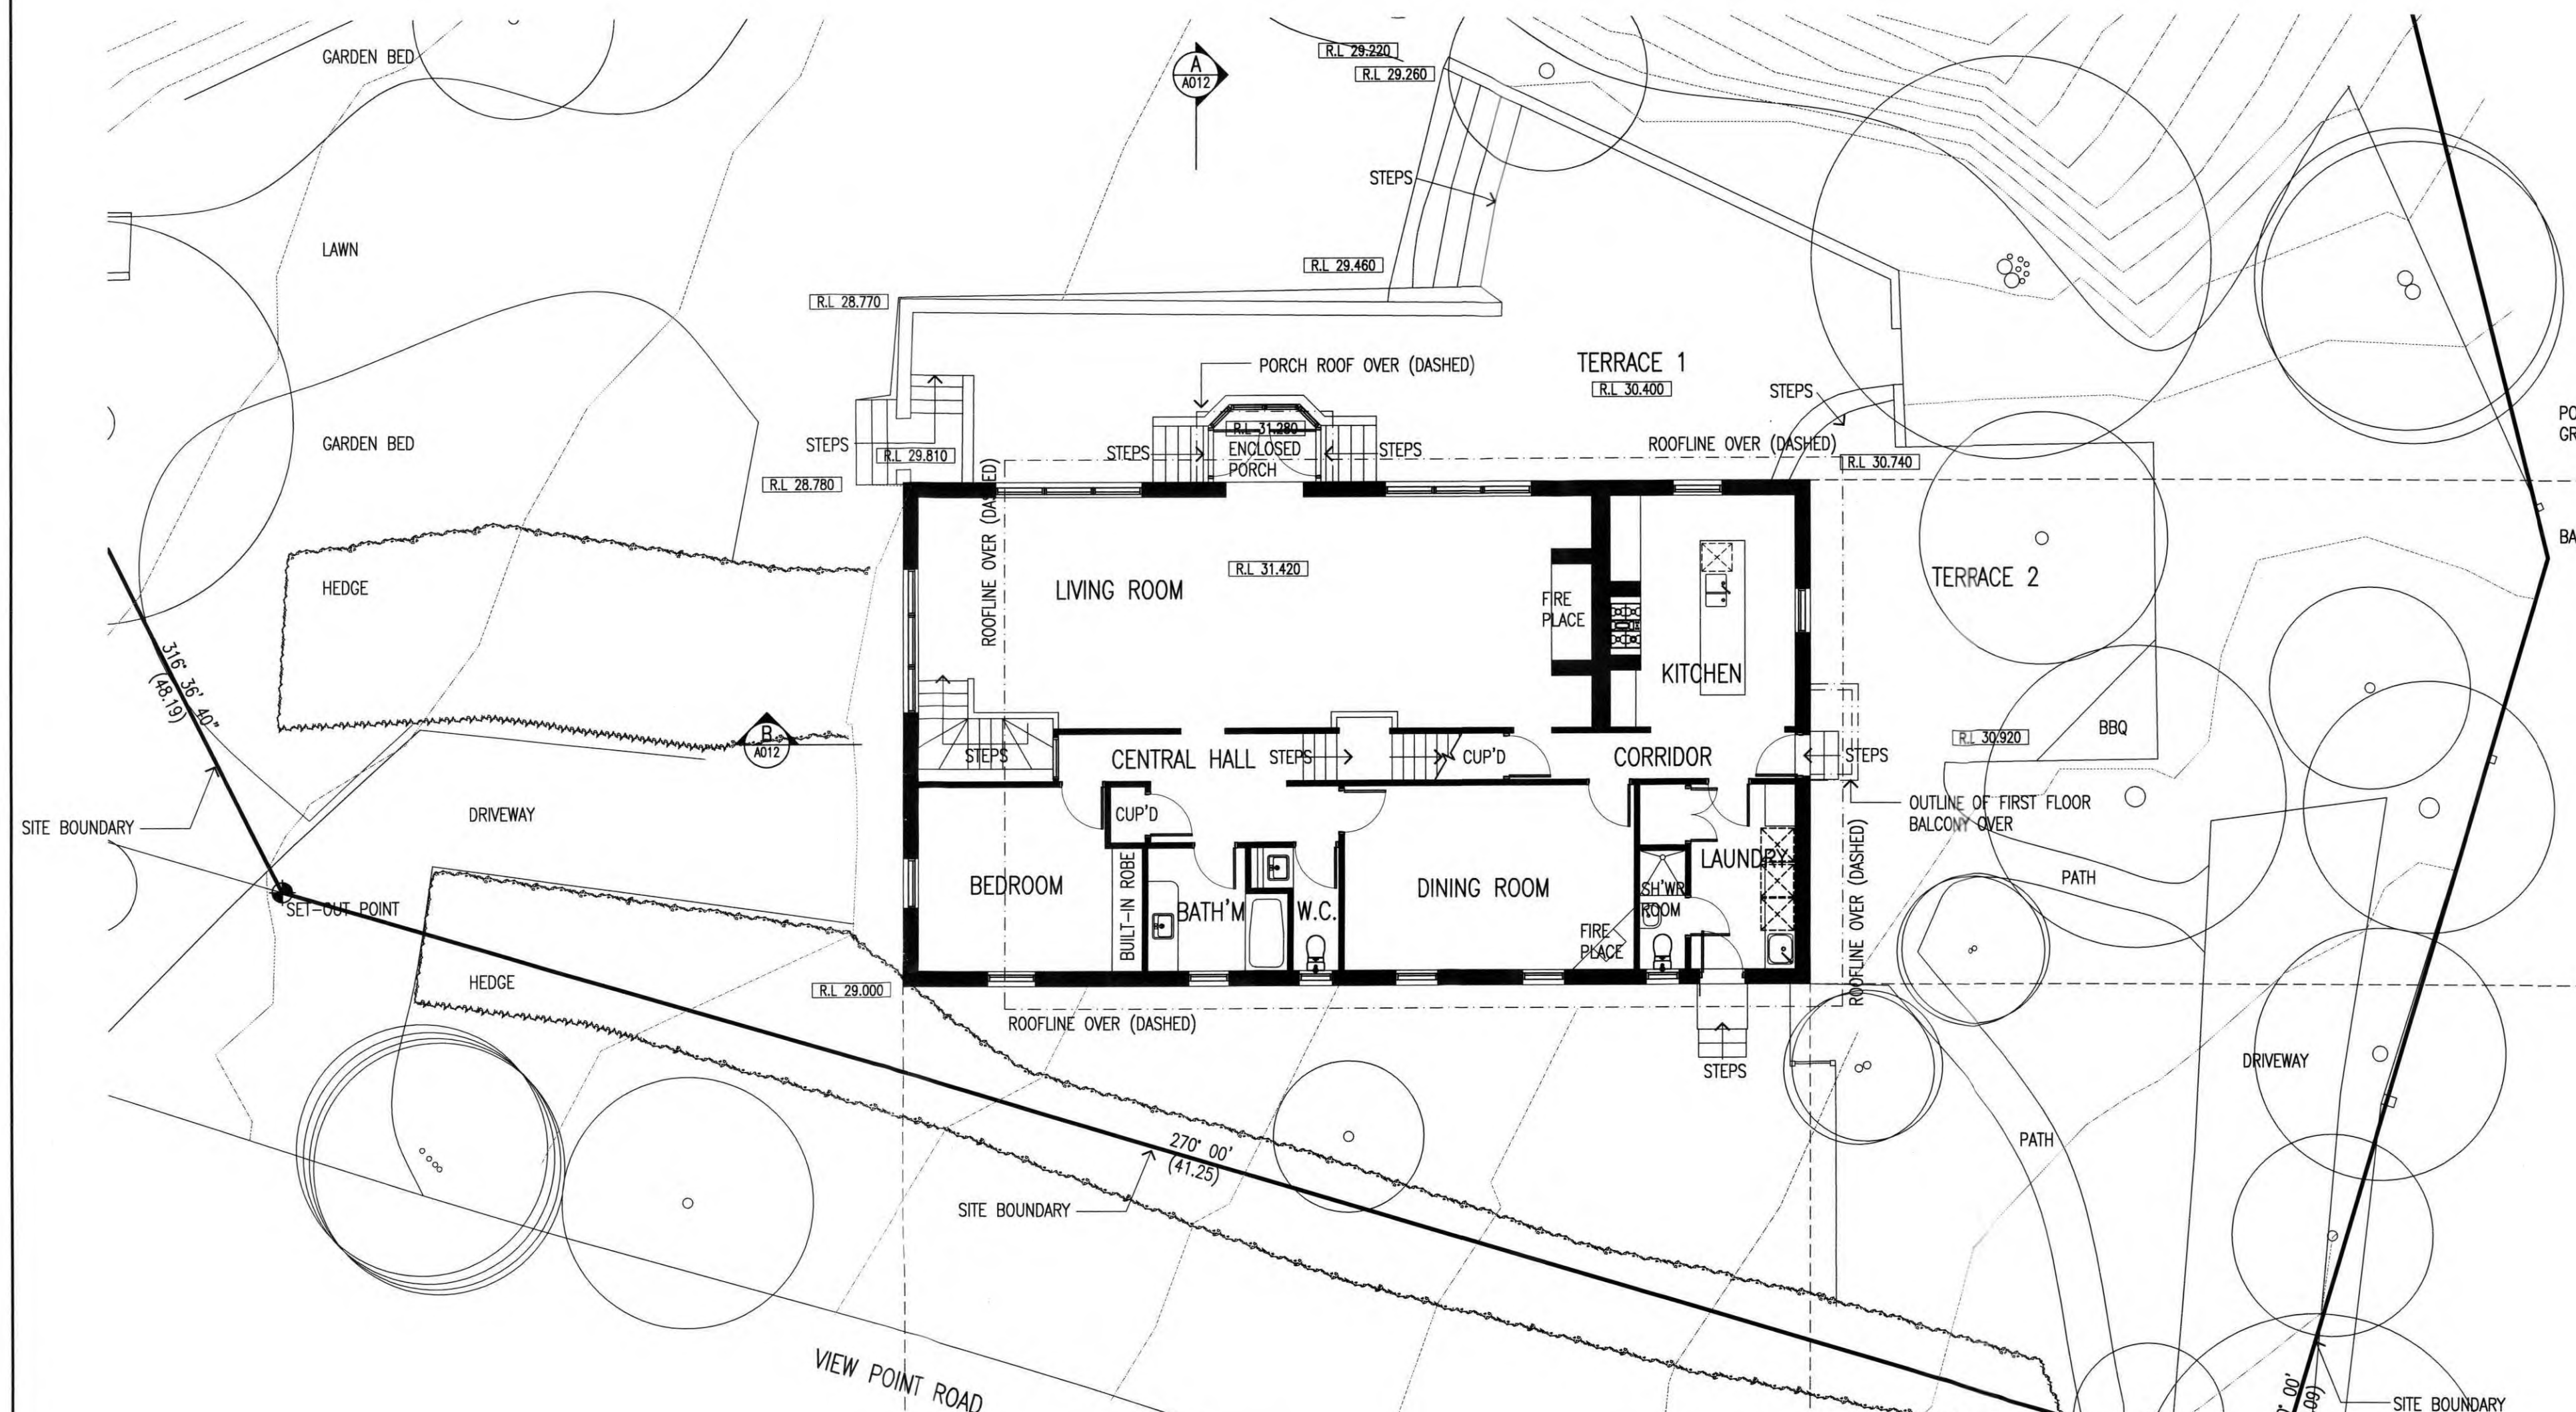 GARDEN BED
A
A012
R.L 29.220
R.L 29.260
STEPS
LAWN
R.L 29.460
R.L 28.770
PORCH ROOF OVER (DASHED)
TERRACE 1
R.L 30.400
STEPS
GARDEN BED
STEPS
R.L 29.810
STEPS
R.L 31.280
ENCLOSED
PORCH
STEPS
ROOFLINE OVER (DASHED)
R.L 30.740
R.L 28.780
ROOFLINE OVER (DASHED)
HEDGE
LIVING ROOM
R.L 31.420
FIRE
PLACE
KITCHEN
TERRACE 2
PO
GR
BA
316° 36' 40"
(48.19)
B
A012
STEPS
CENTRAL HALL
STEPS
CUP'D
CORRIDOR
STEPS
R.L 30.920
BBQ
SITE BOUNDARY
DRIVEWAY
CUP'D
OUTLINE OF FIRST FLOOR
BALCONY OVER
SET-OUT POINT
BEDROOM
BUILT-IN ROBE
BATH'M
W.C.
DINING ROOM
FIRE
PLACE
SH'WR
ROOM
LAUNDRY
ROOFLINE OVER (DASHED)
PATH
HEDGE
R.L 29.000
ROOFLINE OVER (DASHED)
STEPS
DRIVEWAY
PATH
270° 00'
(41.25)
SITE BOUNDARY
VIEW POINT ROAD
00'
09)
SITE BOUNDARY